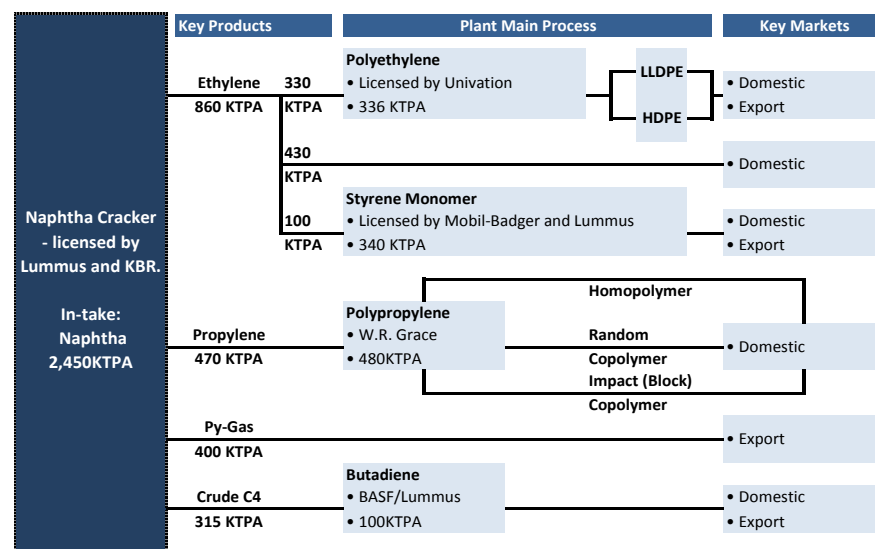 Key Products
Plant Main Process
Key Markets
Naphtha Cracker
- licensed by
Lummus and KBR.
In-take:
Naphtha
2,450KTPA
Ethylene
860 KTPA
330
KTPA
Polyethylene
• Licensed by Univation
• 336 KTPA
LLDPE
HDPE
• Domestic
• Export
430
KTPA
• Domestic
100
KTPA
Styrene Monomer
• Licensed by Mobil-Badger and Lummus
• 340 KTPA
• Domestic
• Export
Propylene
470 KTPA
Polypropylene
• W.R. Grace
• 480KTPA
Homopolymer
Random
Copolymer
Impact (Block)
Copolymer
• Domestic
Py-Gas
400 KTPA
• Export
Crude C4
315 KTPA
Butadiene
• BASF/Lummus
• 100KTPA
• Domestic
• Export